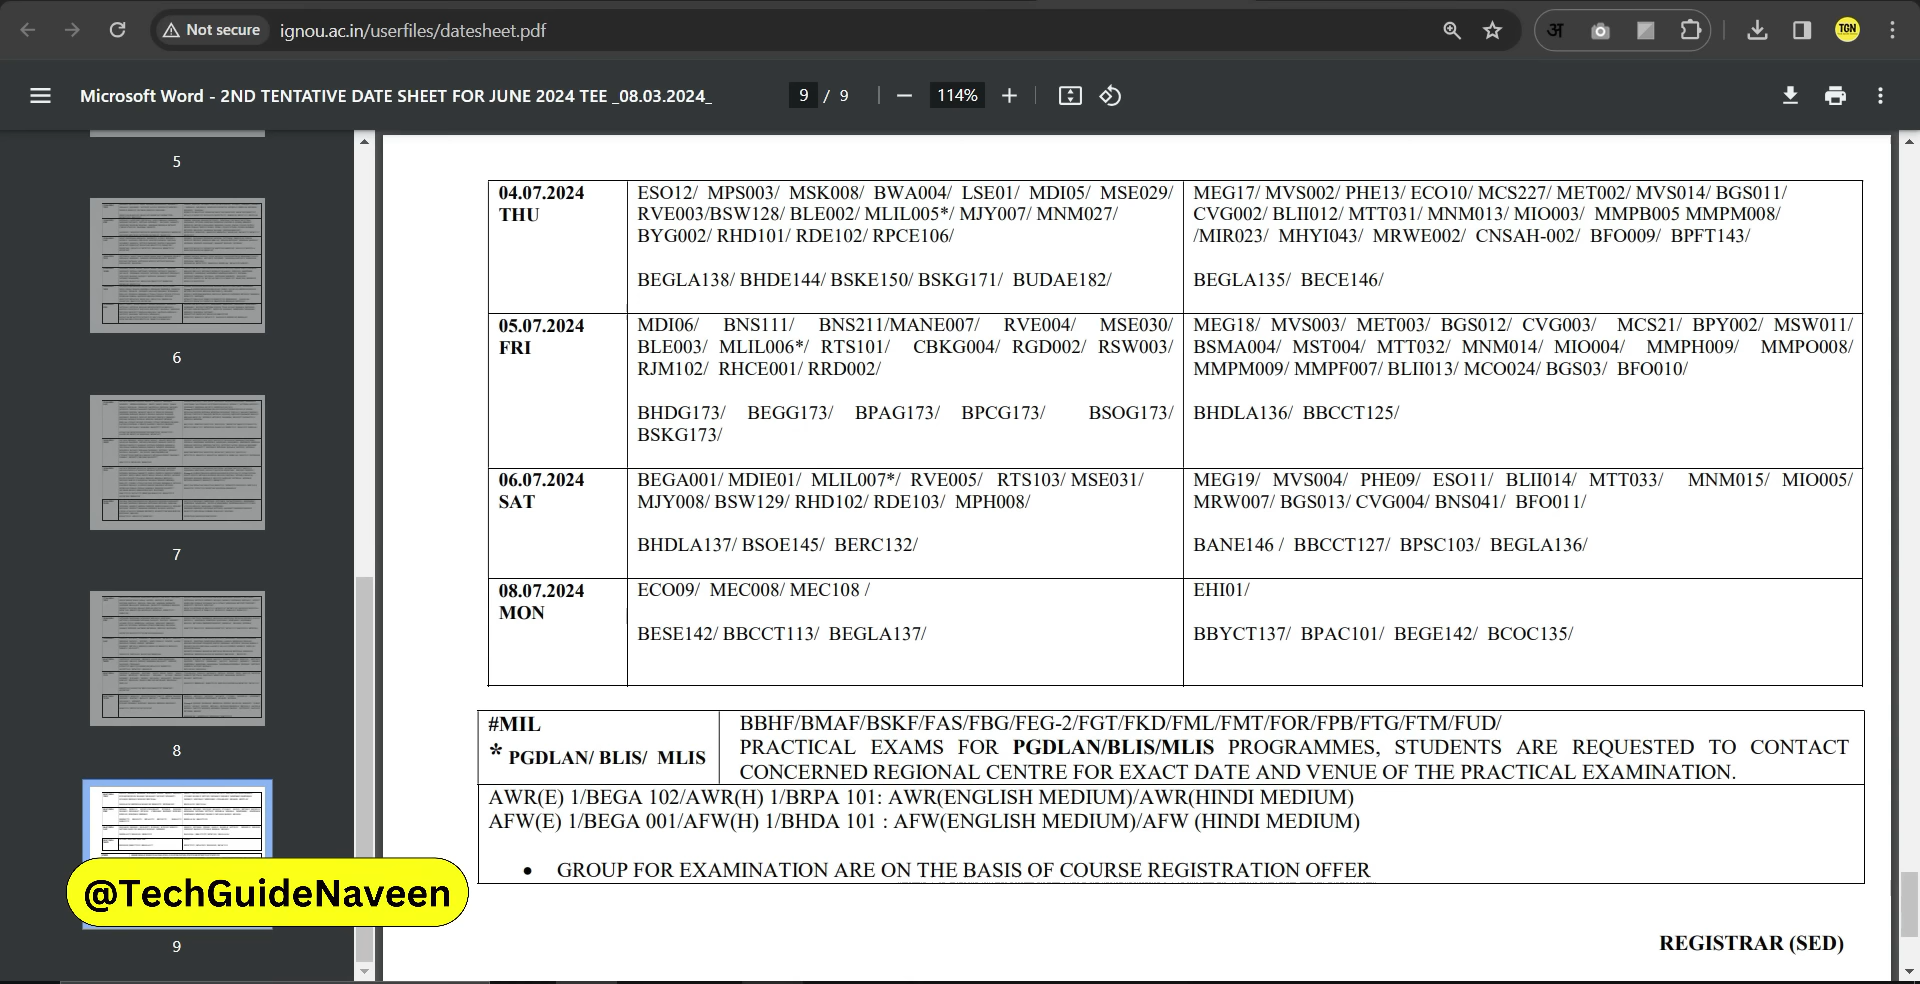 Not secure
ignou.ac.in/userfiles/datesheet.pdf
अ
TGN
Microsoft Word - 2ND TENTATIVE DATE SHEET FOR JUNE 2024 TEE _08.03.2024_
9 / 9
114%
5
6
7
8
9
@TechGuideNaveen
04.07.2024
THU
ESO12/ MPS003/ MSK008/ BWA004/ LSE01/ MDI05/ MSE029/
RVE003/BSW128/ BLE002/ MLIL005*/ MJY007/ MNM027/
BYG002/ RHD101/ RDE102/ RPCE106/
BEGLA138/ BHDE144/ BSKE150/ BSKG171/ BUDAE182/
MEG17/ MVS002/ PHE13/ ECO10/ MCS227/ MET002/ MVS014/ BGS011/
CVG002/ BLII012/ MTT031/ MNM013/ MIO003/ MMPB005 MMPM008/
/MIR023/ MHYI043/ MRWE002/ CNSAH-002/ BFO009/ BPFT143/
BEGLA135/ BECE146/
05.07.2024
FRI
MDI06/ BNS111/ BNS211/MANE007/ RVE004/ MSE030/
BLE003/ MLIL006*/ RTS101/ CBKG004/ RGD002/ RSW003/
RJM102/ RHCE001/ RRD002/
BHDG173/ BEGG173/ BPAG173/ BPCG173/ BSOG173/
BSKG173/
MEG18/ MVS003/ MET003/ BGS012/ CVG003/ MCS21/ BPY002/ MSW011/
BSMA004/ MST004/ MTT032/ MNM014/ MIO004/ MMPH009/ MMPO008/
MMPM009/ MMPF007/ BLII013/ MCO024/ BGS03/ BFO010/
BHDLA136/ BBCCT125/
06.07.2024
SAT
BEGA001/ MDIE01/ MLIL007*/ RVE005/ RTS103/ MSE031/
MJY008/ BSW129/ RHD102/ RDE103/ MPH008/
BHDLA137/ BSOE145/ BERC132/
MEG19/ MVS004/ PHE09/ ESO11/ BLII014/ MTT033/ MNM015/ MIO005/
MRW007/ BGS013/ CVG004/ BNS041/ BFO011/
BANE146 / BBCCT127/ BPSC103/ BEGLA136/
08.07.2024
MON
ECO09/ MEC008/ MEC108 /
BESE142/ BBCCT113/ BEGLA137/
EHI01/
BBYCT137/ BPAC101/ BEGE142/ BCOC135/
#MIL
* PGDLAN/ BLIS/ MLIS
BBHF/BMAF/BSKF/FAS/FBG/FEG-2/FGT/FKD/FML/FMT/FOR/FPB/FTG/FTM/FUD/
PRACTICAL EXAMS FOR PGDLAN/BLIS/MLIS PROGRAMMES, STUDENTS ARE REQUESTED TO CONTACT
CONCERNED REGIONAL CENTRE FOR EXACT DATE AND VENUE OF THE PRACTICAL EXAMINATION.
AWR(E) 1/BEGA 102/AWR(H) 1/BRPA 101: AWR(ENGLISH MEDIUM)/AWR(HINDI MEDIUM)
AFW(E) 1/BEGA 001/AFW(H) 1/BHDA 101 : AFW(ENGLISH MEDIUM)/AFW (HINDI MEDIUM)
• GROUP FOR EXAMINATION ARE ON THE BASIS OF COURSE REGISTRATION OFFER
REGISTRAR (SED)